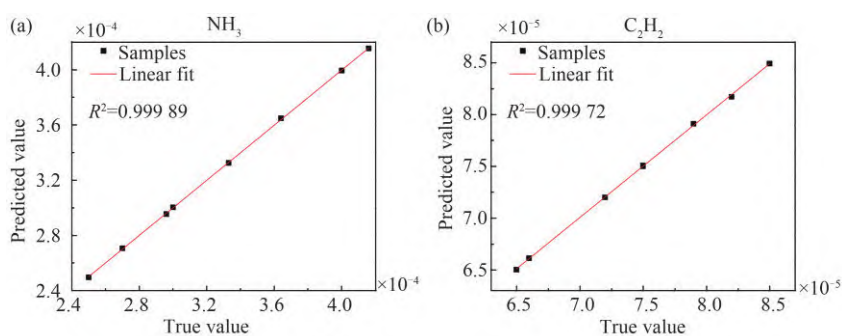 (a)
×10⁻⁴
NH₃
Samples
Linear fit
R²=0.999 89
Predicted value
4.0
3.6
3.2
2.8
2.4
2.4 2.8 3.2 3.6 4.0
×10⁻⁴
True value
(b)
×10⁻⁵
C₂H₂
Samples
Linear fit
R²=0.999 72
Predicted value
8.5
8.0
7.5
7.0
6.5
6.5 7.0 7.5 8.0 8.5
×10⁻⁵
True value